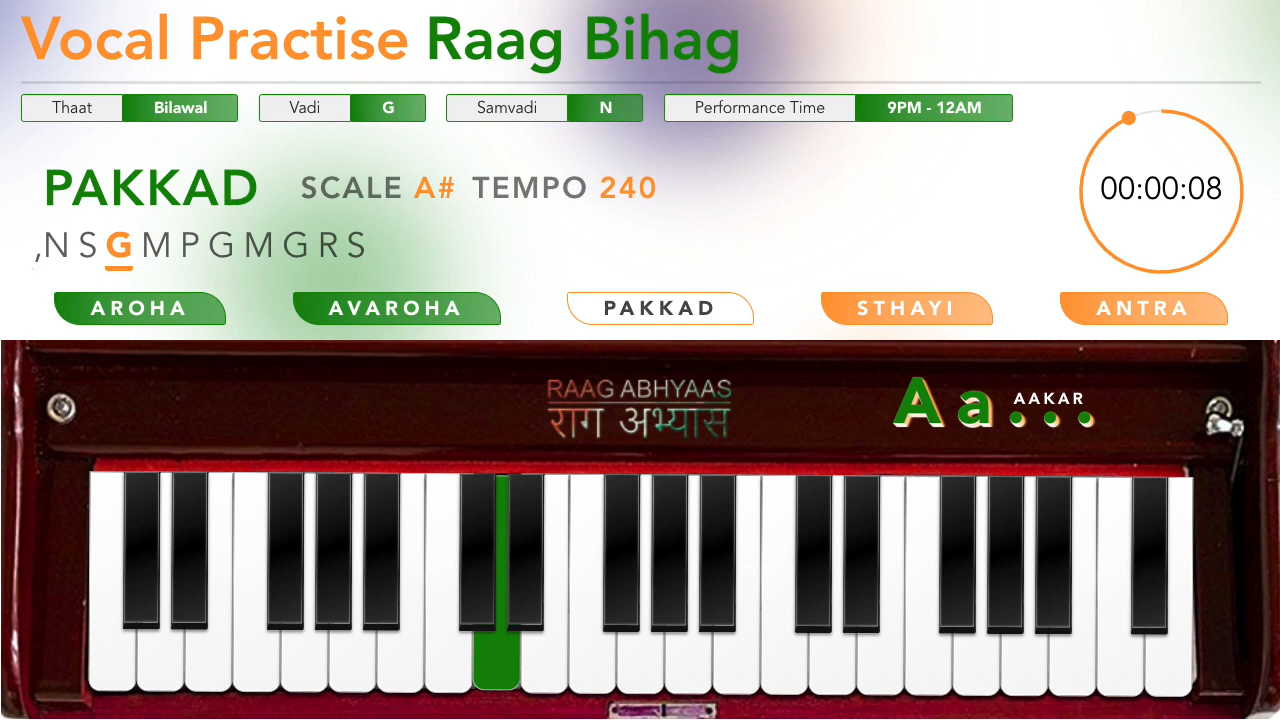 Vocal Practise Raag Bihag
Thaat Bilawal Vadi G Samvadi N Performance Time 9PM - 12AM
PAKKAD SCALE A# TEMPO 240
00:00:08
,N S G M P G M G R S
AROHA AVAROHA PAKKAD STHAYI ANTRA
RAAG ABHYAAS
राग अभ्यास
Aa... AAKAR